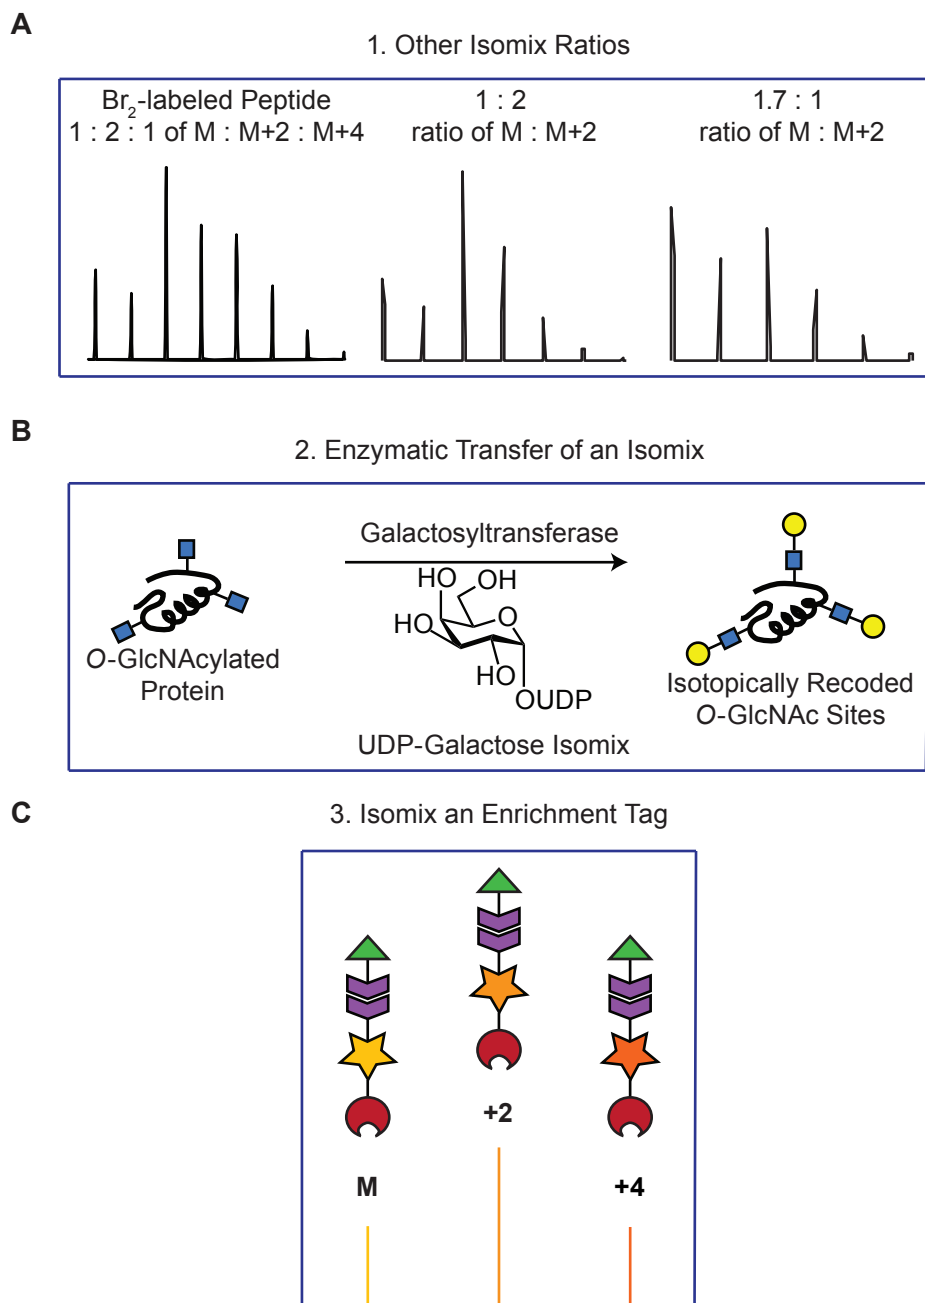 A
1. Other Isomix Ratios
Br₂-labeled Peptide
1 : 2 : 1 of M : M+2 : M+4
1 : 2
ratio of M : M+2
1.7 : 1
ratio of M : M+2
B
2. Enzymatic Transfer of an Isomix
Galactosyltransferase
HO
OH
O
HO
HO
OUDP
UDP-Galactose Isomix
O-GlcNAcylated
Protein
Isotopically Recoded
O-GlcNAc Sites
C
3. Isomix an Enrichment Tag
M
+2
+4